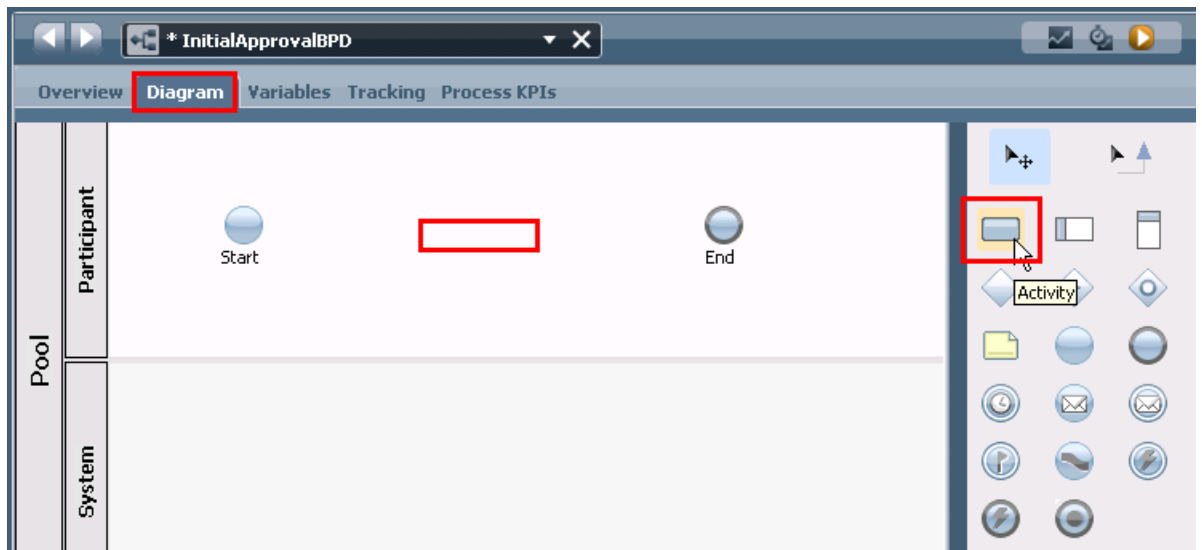 * InitialApprovalBPD
Overview Diagram Variables Tracking Process KPIs
Pool
Participant
Start
End
Activity
System